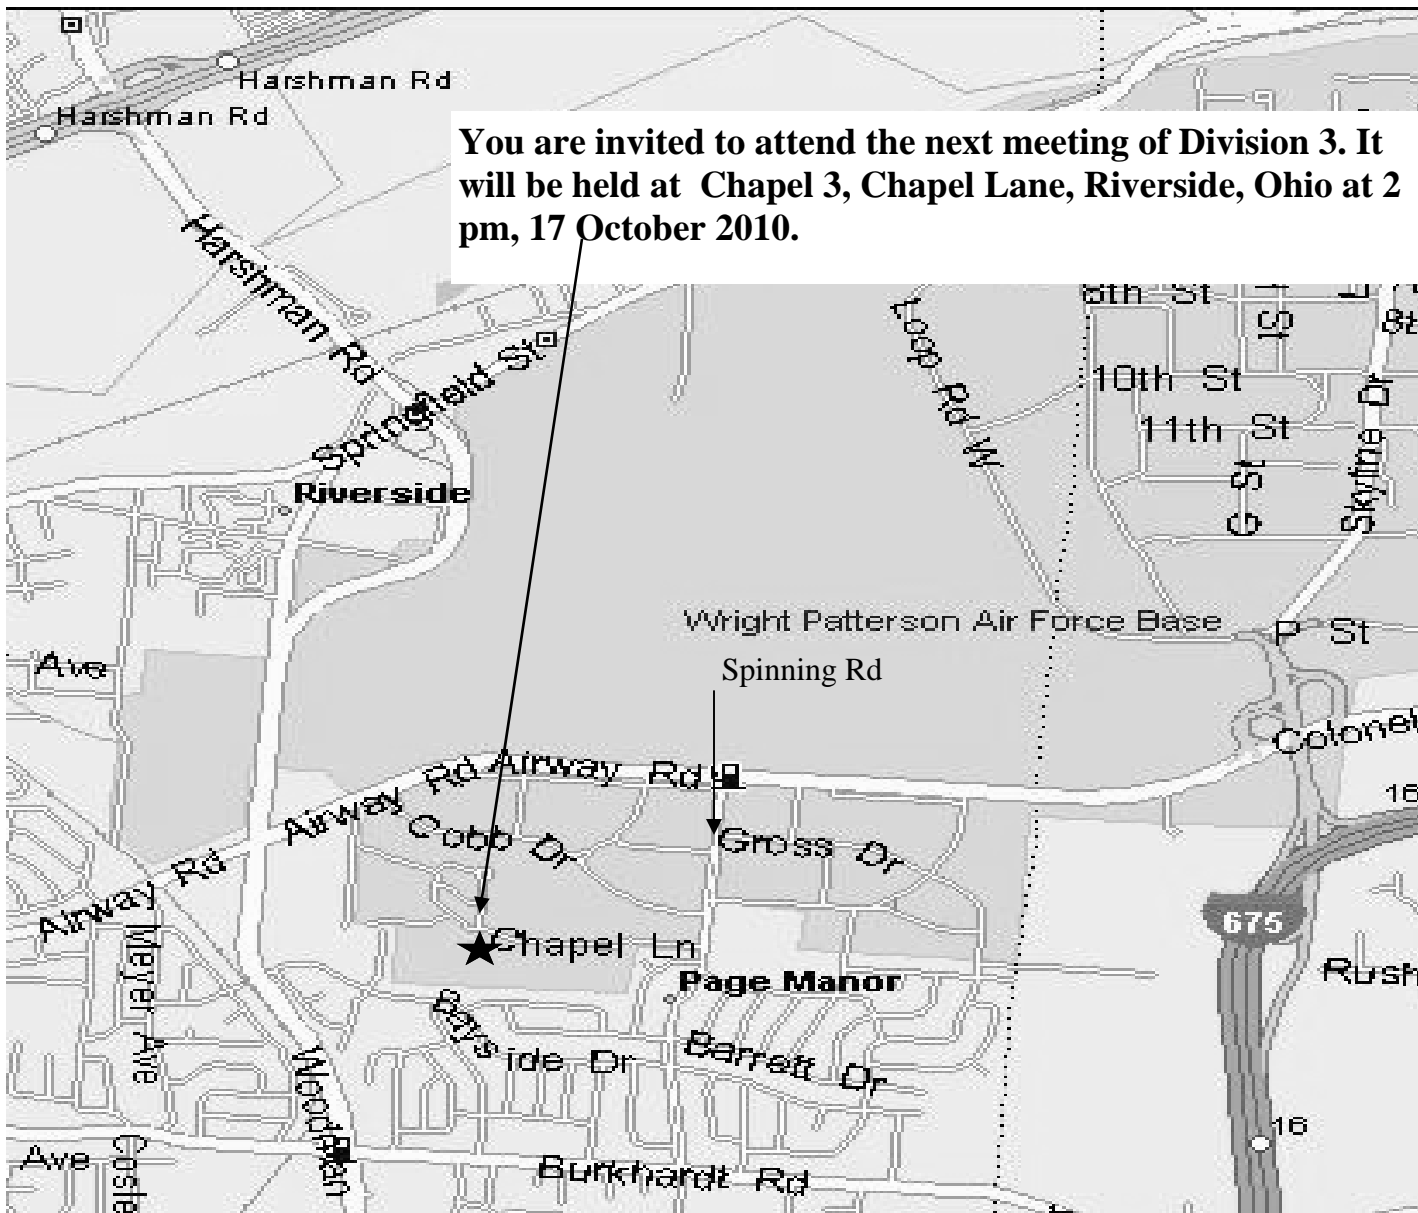 Harshman Rd
Harshman Rd
You are invited to attend the next meeting of Division 3. It
will be held at Chapel 3, Chapel Lane, Riverside, Ohio at 2
pm, 17 October 2010.
Harshman Rd
Springfield St
Riverside
Loop Rd W
St
10th St
11th St
G St
Skyline Dr
St
Wright Patterson Air Force Base
P St
Spinning Rd
Ave
Colonel
Airway Rd
Airway Rd
Airway Rd
Cobb Dr
Gross Dr
16
675
Chapel Ln
Page Manor
Rush
Meyer Ave
Bayside Dr
Barrett Dr
Woodman
16
Ave
Burkhardt Rd